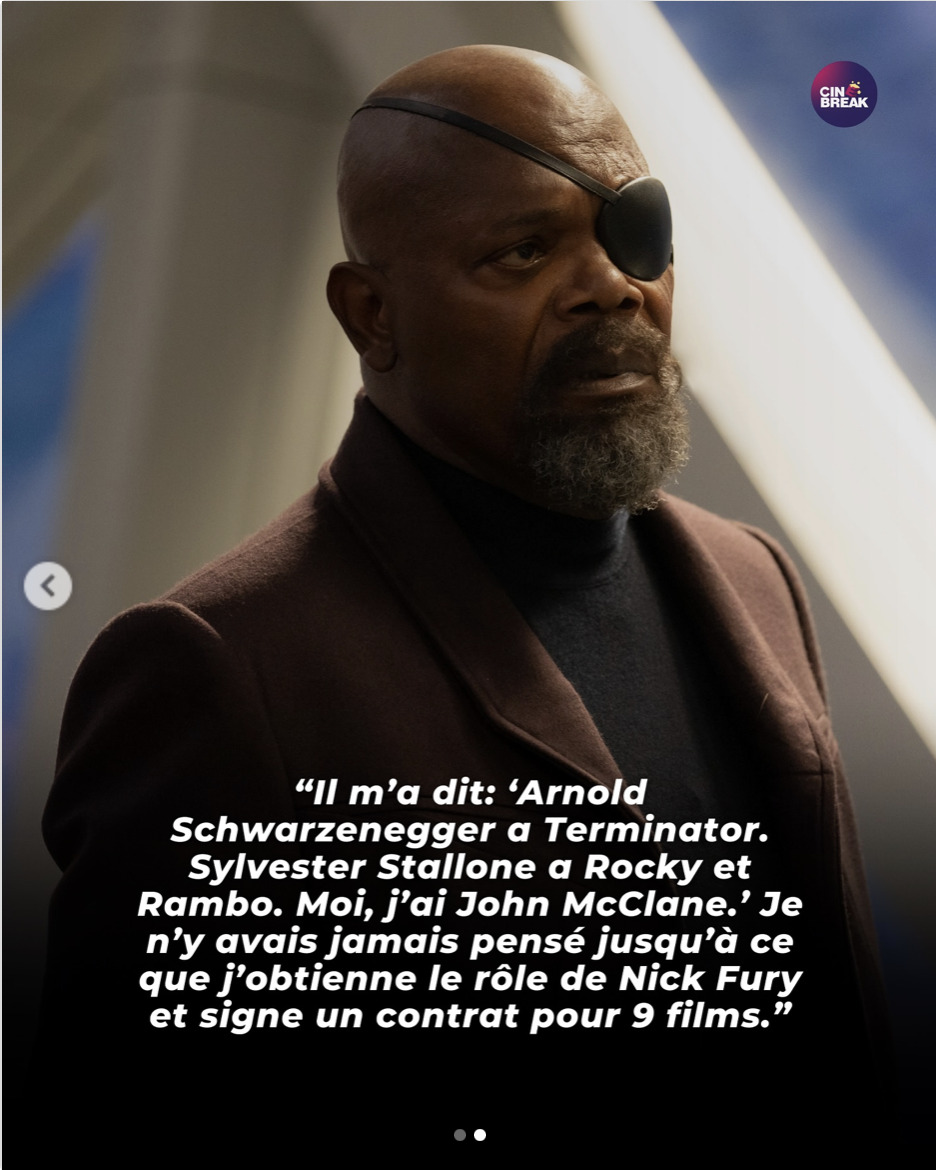 CINÉ
BREAK
“Il m’a dit: ‘Arnold
Schwarzenegger a Terminator.
Sylvester Stallone a Rocky et
Rambo. Moi, j’ai John McClane.’ Je
n’y avais jamais pensé jusqu’à ce
que j’obtienne le rôle de Nick Fury
et signe un contrat pour 9 films.”